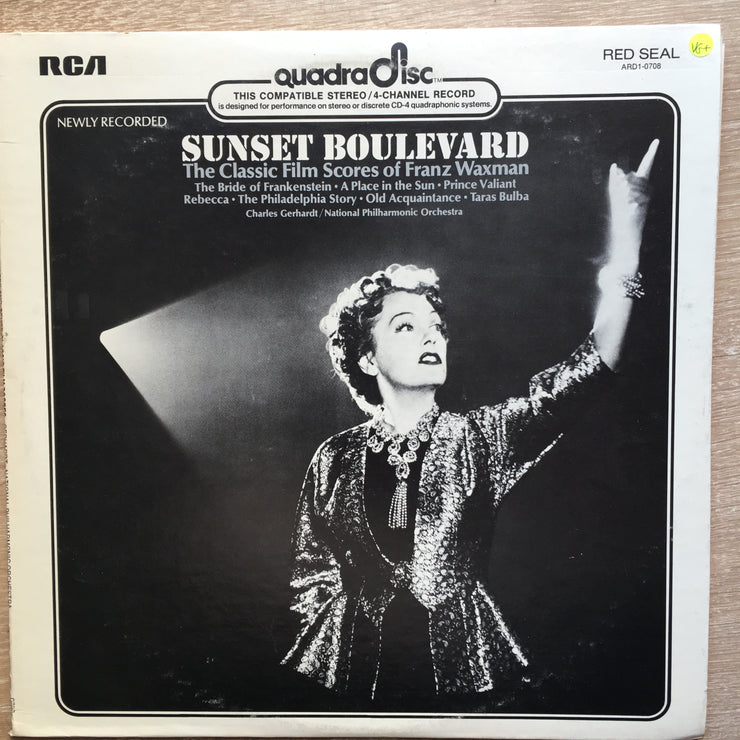 RCA
quadradisc™
THIS COMPATIBLE STEREO/4-CHANNEL RECORD
is designed for performance on stereo or discrete CD-4 quadraphonic systems.
RED SEAL
ARD1-0708
VG+
NEWLY RECORDED
SUNSET BOULEVARD
The Classic Film Scores of Franz Waxman
The Bride of Frankenstein • A Place in the Sun • Prince Valiant
Rebecca • The Philadelphia Story • Old Acquaintance • Taras Bulba
Charles Gerhardt/National Philharmonic Orchestra